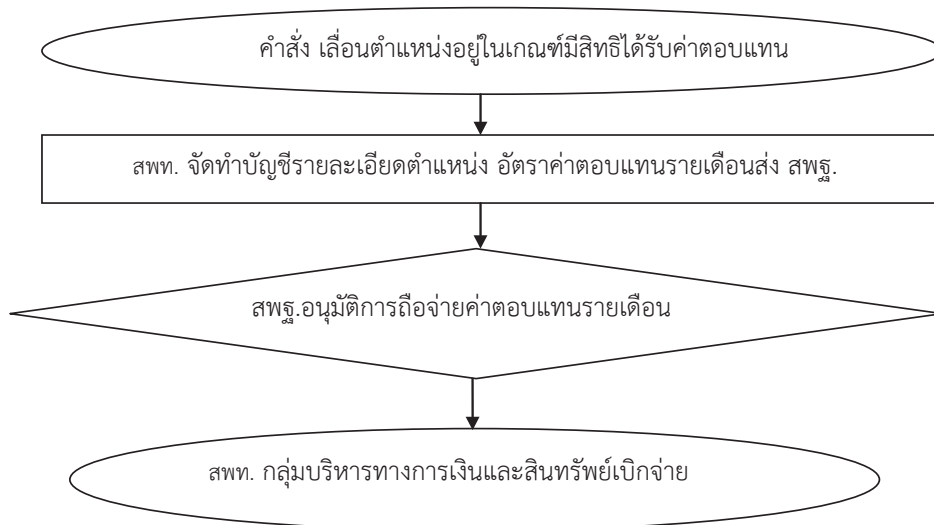 คำสั่ง เลื่อนตำแหน่งอยู่ในเกณฑ์มีสิทธิได้รับค่าตอบแทน
สพท. จัดทำบัญชีรายละเอียดตำแหน่ง อัตราค่าตอบแทนรายเดือนส่ง สพฐ.
สพฐ.อนุมัติการถือจ่ายค่าตอบแทนรายเดือน
สพท. กลุ่มบริหารทางการเงินและสินทรัพย์เบิกจ่าย